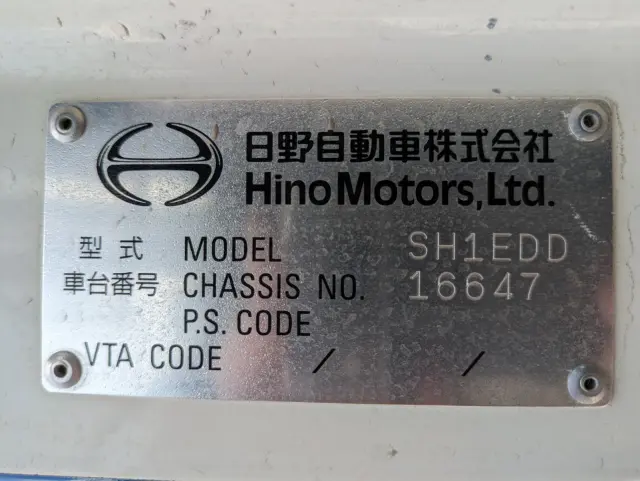 日野自動車株式会社
Hino Motors, Ltd.
型式 MODEL SH1EDD
車台番号 CHASSIS NO. 16647
P.S. CODE
VTA CODE / /